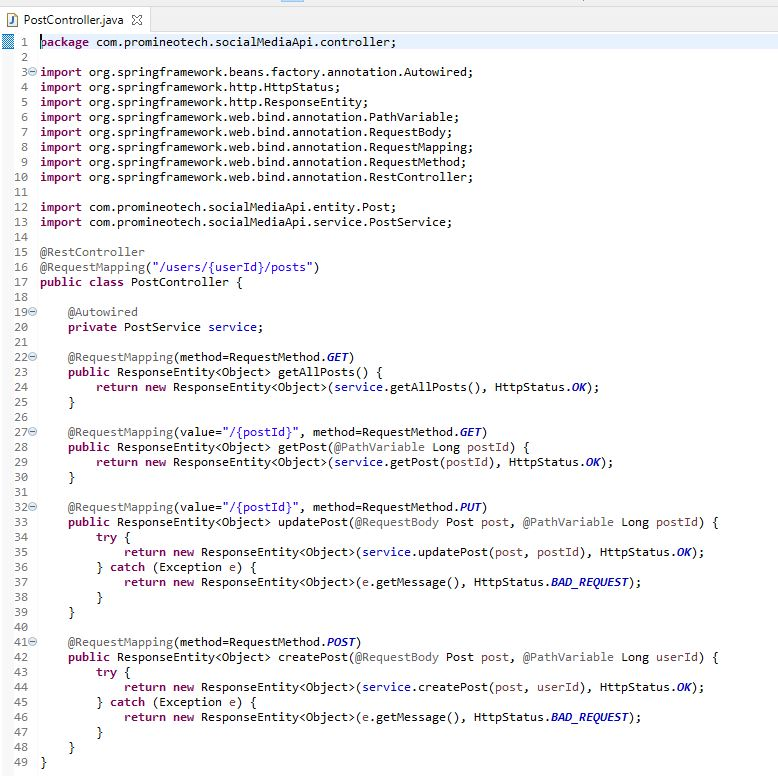 PostController.java
1 package com.promineotech.socialMediaApi.controller;
2
3 import org.springframework.beans.factory.annotation.Autowired;
4 import org.springframework.http.HttpStatus;
5 import org.springframework.http.ResponseEntity;
6 import org.springframework.web.bind.annotation.PathVariable;
7 import org.springframework.web.bind.annotation.RequestBody;
8 import org.springframework.web.bind.annotation.RequestMapping;
9 import org.springframework.web.bind.annotation.RequestMethod;
10 import org.springframework.web.bind.annotation.RestController;
11
12 import com.promineotech.socialMediaApi.entity.Post;
13 import com.promineotech.socialMediaApi.service.PostService;
14
15 @RestController
16 @RequestMapping("/users/{userId}/posts")
17 public class PostController {
18
19     @Autowired
20     private PostService service;
21
22     @RequestMapping(method=RequestMethod.GET)
23     public ResponseEntity<Object> getAllPosts() {
24         return new ResponseEntity<Object>(service.getAllPosts(), HttpStatus.OK);
25     }
26
27     @RequestMapping(value="/{postId}", method=RequestMethod.GET)
28     public ResponseEntity<Object> getPost(@PathVariable Long postId) {
29         return new ResponseEntity<Object>(service.getPost(postId), HttpStatus.OK);
30     }
31
32     @RequestMapping(value="/{postId}", method=RequestMethod.PUT)
33     public ResponseEntity<Object> updatePost(@RequestBody Post post, @PathVariable Long postId) {
34         try {
35             return new ResponseEntity<Object>(service.updatePost(post, postId), HttpStatus.OK);
36         } catch (Exception e) {
37             return new ResponseEntity<Object>(e.getMessage(), HttpStatus.BAD_REQUEST);
38         }
39     }
40
41     @RequestMapping(method=RequestMethod.POST)
42     public ResponseEntity<Object> createPost(@RequestBody Post post, @PathVariable Long userId) {
43         try {
44             return new ResponseEntity<Object>(service.createPost(post, userId), HttpStatus.OK);
45         } catch (Exception e) {
46             return new ResponseEntity<Object>(e.getMessage(), HttpStatus.BAD_REQUEST);
47         }
48     }
49 }